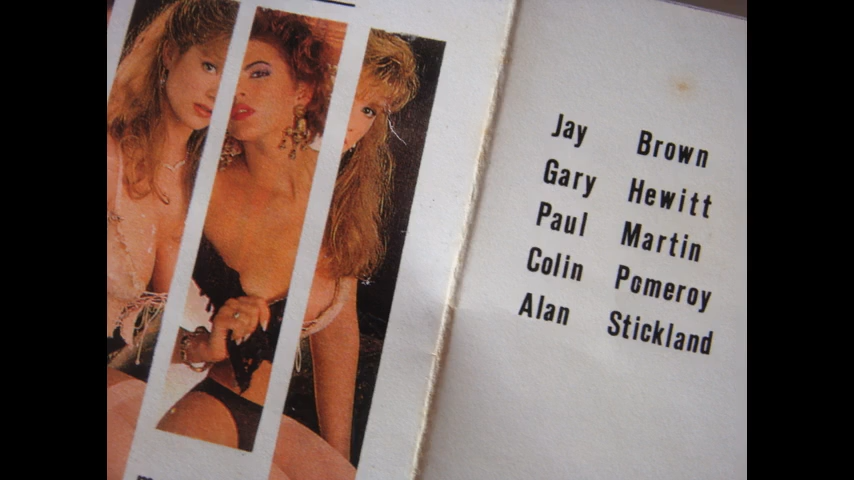 Jay Brown
Gary Hewitt
Paul Martin
Colin Pomeroy
Alan Stickland